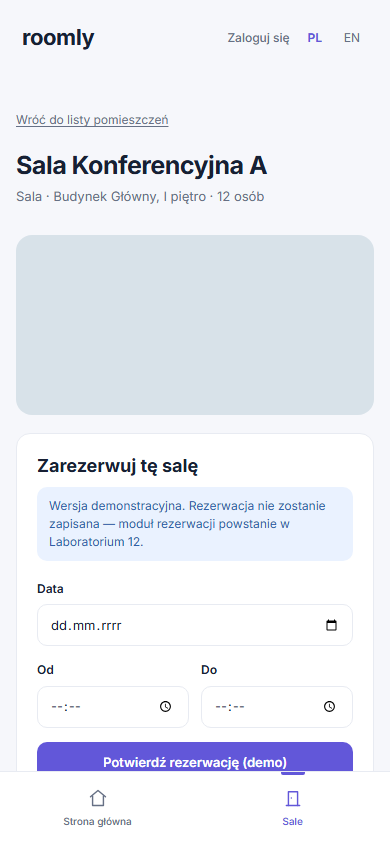 roomly
Zaloguj się PL EN
Wróć do listy pomieszczeń
Sala Konferencyjna A
Sala · Budynek Główny, I piętro · 12 osób
Zarezerwuj tę salę
Wersja demonstracyjna. Rezerwacja nie zostanie
zapisana — moduł rezerwacji powstanie w
Laboratorium 12.
Data
dd.mm.rrrr
Od Do
--:-- --:--
Potwierdź rezerwację (demo)
Strona główna Sale